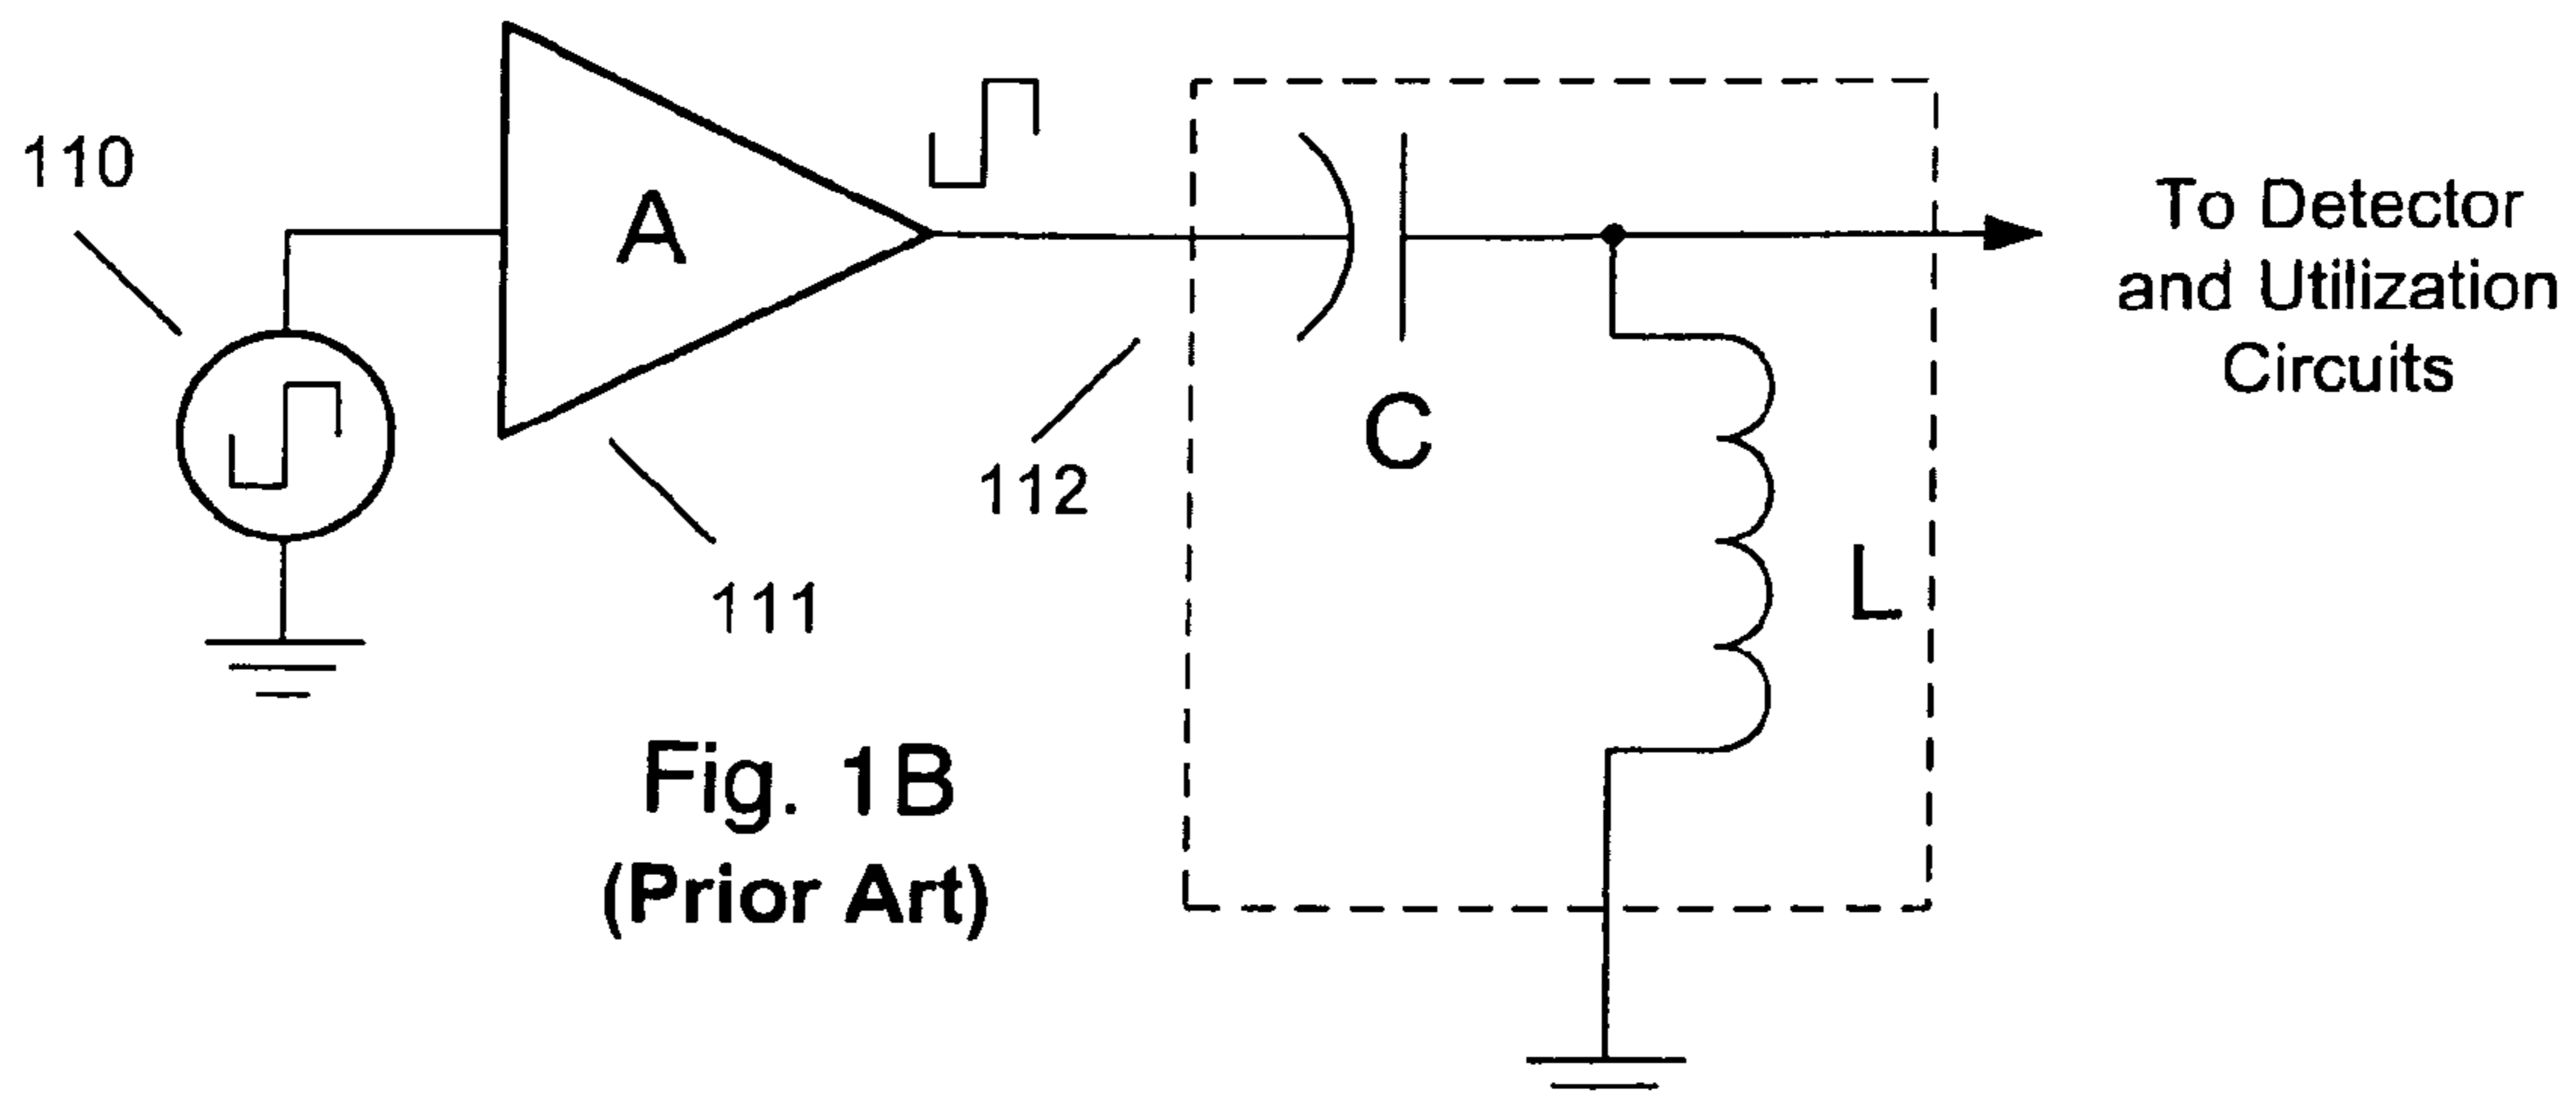 110
A
To Detector
and Utilization
Circuits
C
112
L
111
Fig. 1B
(Prior Art)